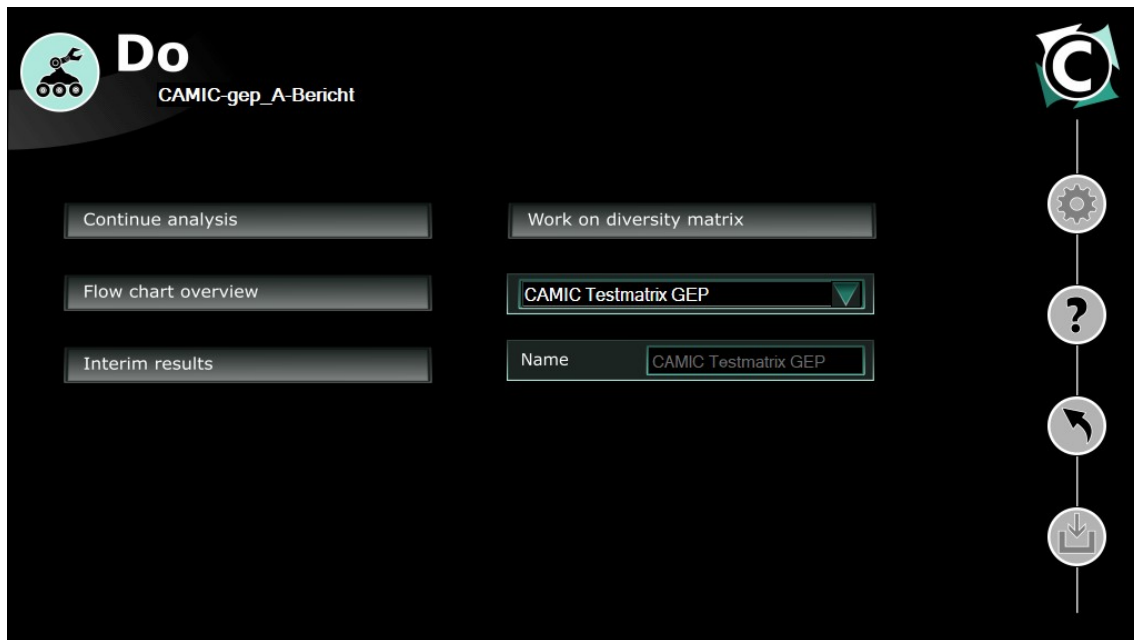 Do
CAMIC-gep_A-Bericht
C
Continue analysis
Work on diversity matrix
Flow chart overview
CAMIC Testmatrix GEP
?
Interim results
Name
CAMIC Testmatrix GEP